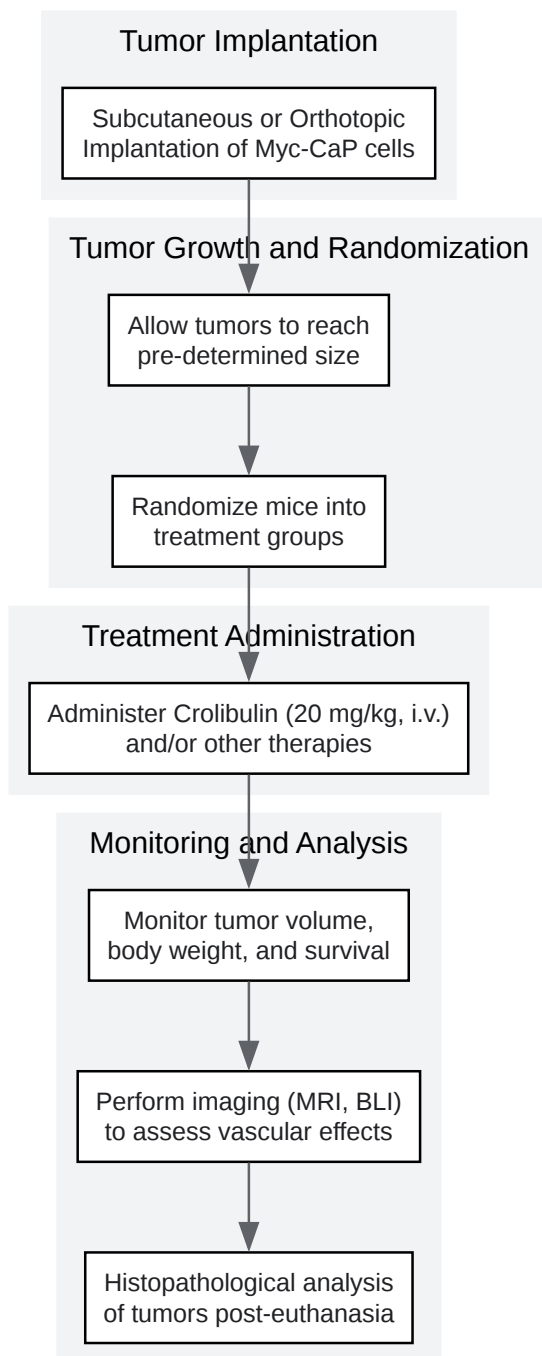 Tumor Implantation
Subcutaneous or Orthotopic
Implantation of Myc-CaP cells
Tumor Growth and Randomization
Allow tumors to reach
pre-determined size
Randomize mice into
treatment groups
Treatment Administration
Administer Crolibulin (20 mg/kg, i.v.)
and/or other therapies
Monitoring and Analysis
Monitor tumor volume,
body weight, and survival
Perform imaging (MRI, BLI)
to assess vascular effects
Histopathological analysis
of tumors post-euthanasia